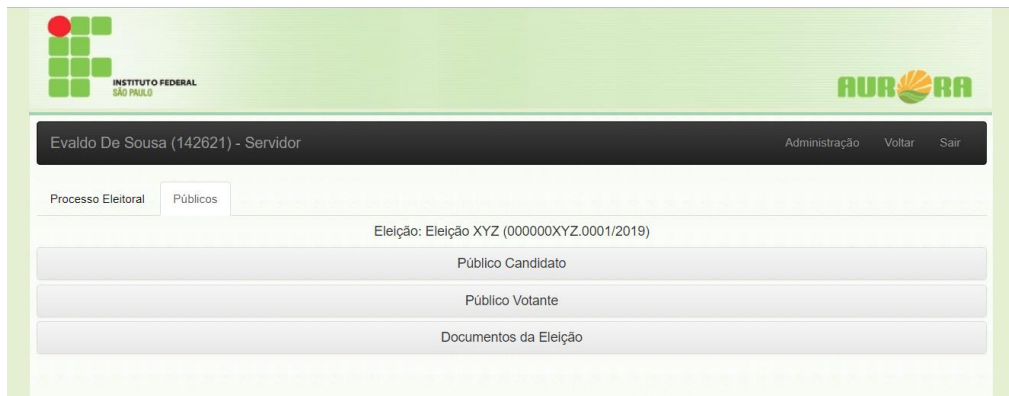 INSTITUTO FEDERAL
SÃO PAULO
AURORA
Evaldo De Sousa (142621) - Servidor
Administração Voltar Sair
Processo Eleitoral Públicos
Eleição: Eleição XYZ (000000XYZ.0001/2019)
Público Candidato
Público Votante
Documentos da Eleição